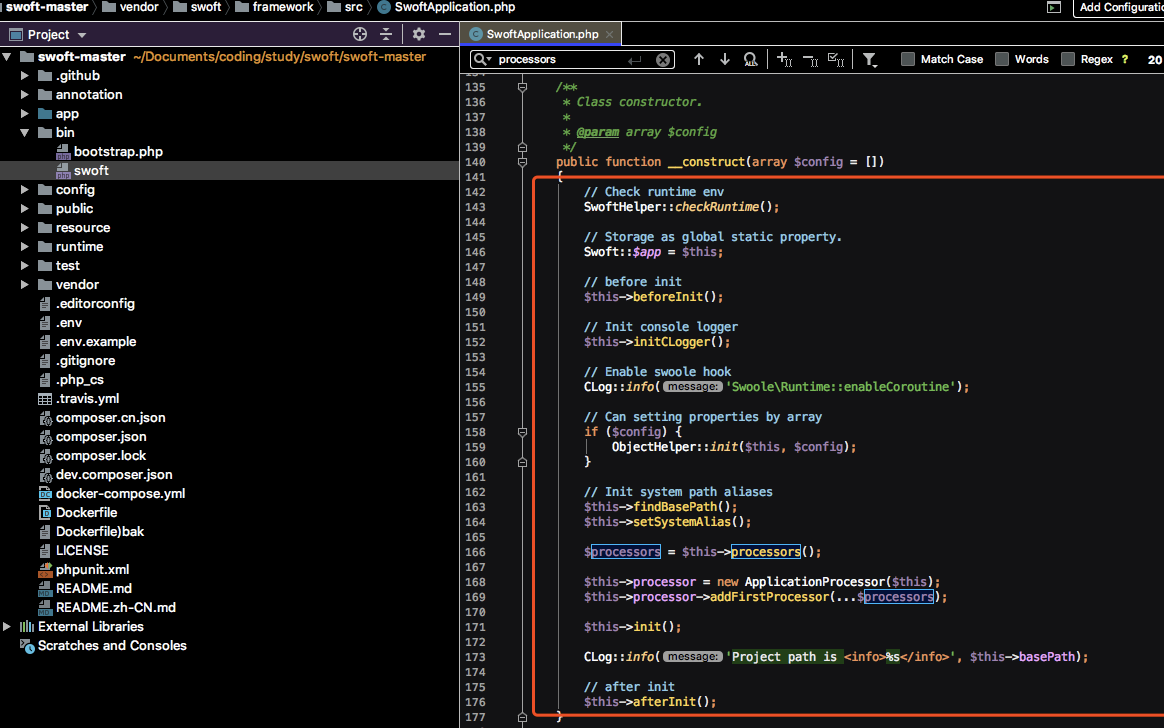 swoft-master vendor swoft framework src SwoftApplication.php
Project
SwoftApplication.php
processors
Match Case Words Regex ? 20
swoft-master ~/Documents/coding/study/swoft/swoft-master
.github
annotation
app
bin
bootstrap.php
swoft
config
public
resource
runtime
test
vendor
.editorconfig
.env
.env.example
.gitignore
.php_cs
.travis.yml
composer.cn.json
composer.json
composer.lock
dev.composer.json
docker-compose.yml
Dockerfile
Dockerfile)bak
LICENSE
phpunit.xml
README.md
README.zh-CN.md
External Libraries
Scratches and Consoles
135 /**
136 * Class constructor.
137 *
138 * @param array $config
139 */
140 public function __construct(array $config = [])
141 {
142 // Check runtime env
143 SwoftHelper::checkRuntime();
144
145 // Storage as global static property.
146 Swoft::$app = $this;
147
148 // before init
149 $this->beforeInit();
150
151 // Init console logger
152 $this->initCLogger();
153
154 // Enable swoole hook
155 CLog::info( message: 'Swoole\Runtime::enableCoroutine');
156
157 // Can setting properties by array
158 if ($config) {
159 ObjectHelper::init($this, $config);
160 }
161
162 // Init system path aliases
163 $this->findBasePath();
164 $this->setSystemAlias();
165
166 $processors = $this->processors();
167
168 $this->processor = new ApplicationProcessor($this);
169 $this->processor->addFirstProcessor(...$processors);
170
171 $this->init();
172
173 CLog::info( message: 'Project path is <info>%s</info>', $this->basePath);
174
175 // after init
176 $this->afterInit();
177 }